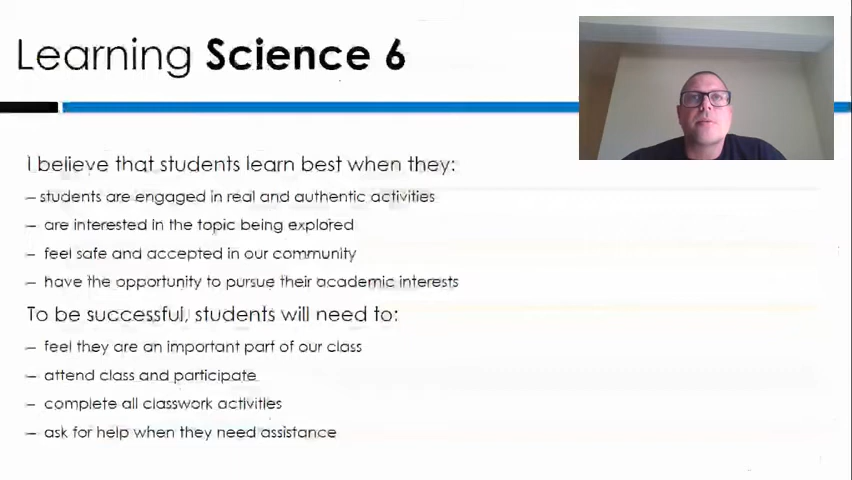 Learning Science 6
I believe that students learn best when they:
– students are engaged in real and authentic activities
– are interested in the topic being explored
– feel safe and accepted in our community
– have the opportunity to pursue their academic interests
To be successful, students will need to:
– feel they are an important part of our class
– attend class and participate
– complete all classwork activities
– ask for help when they need assistance